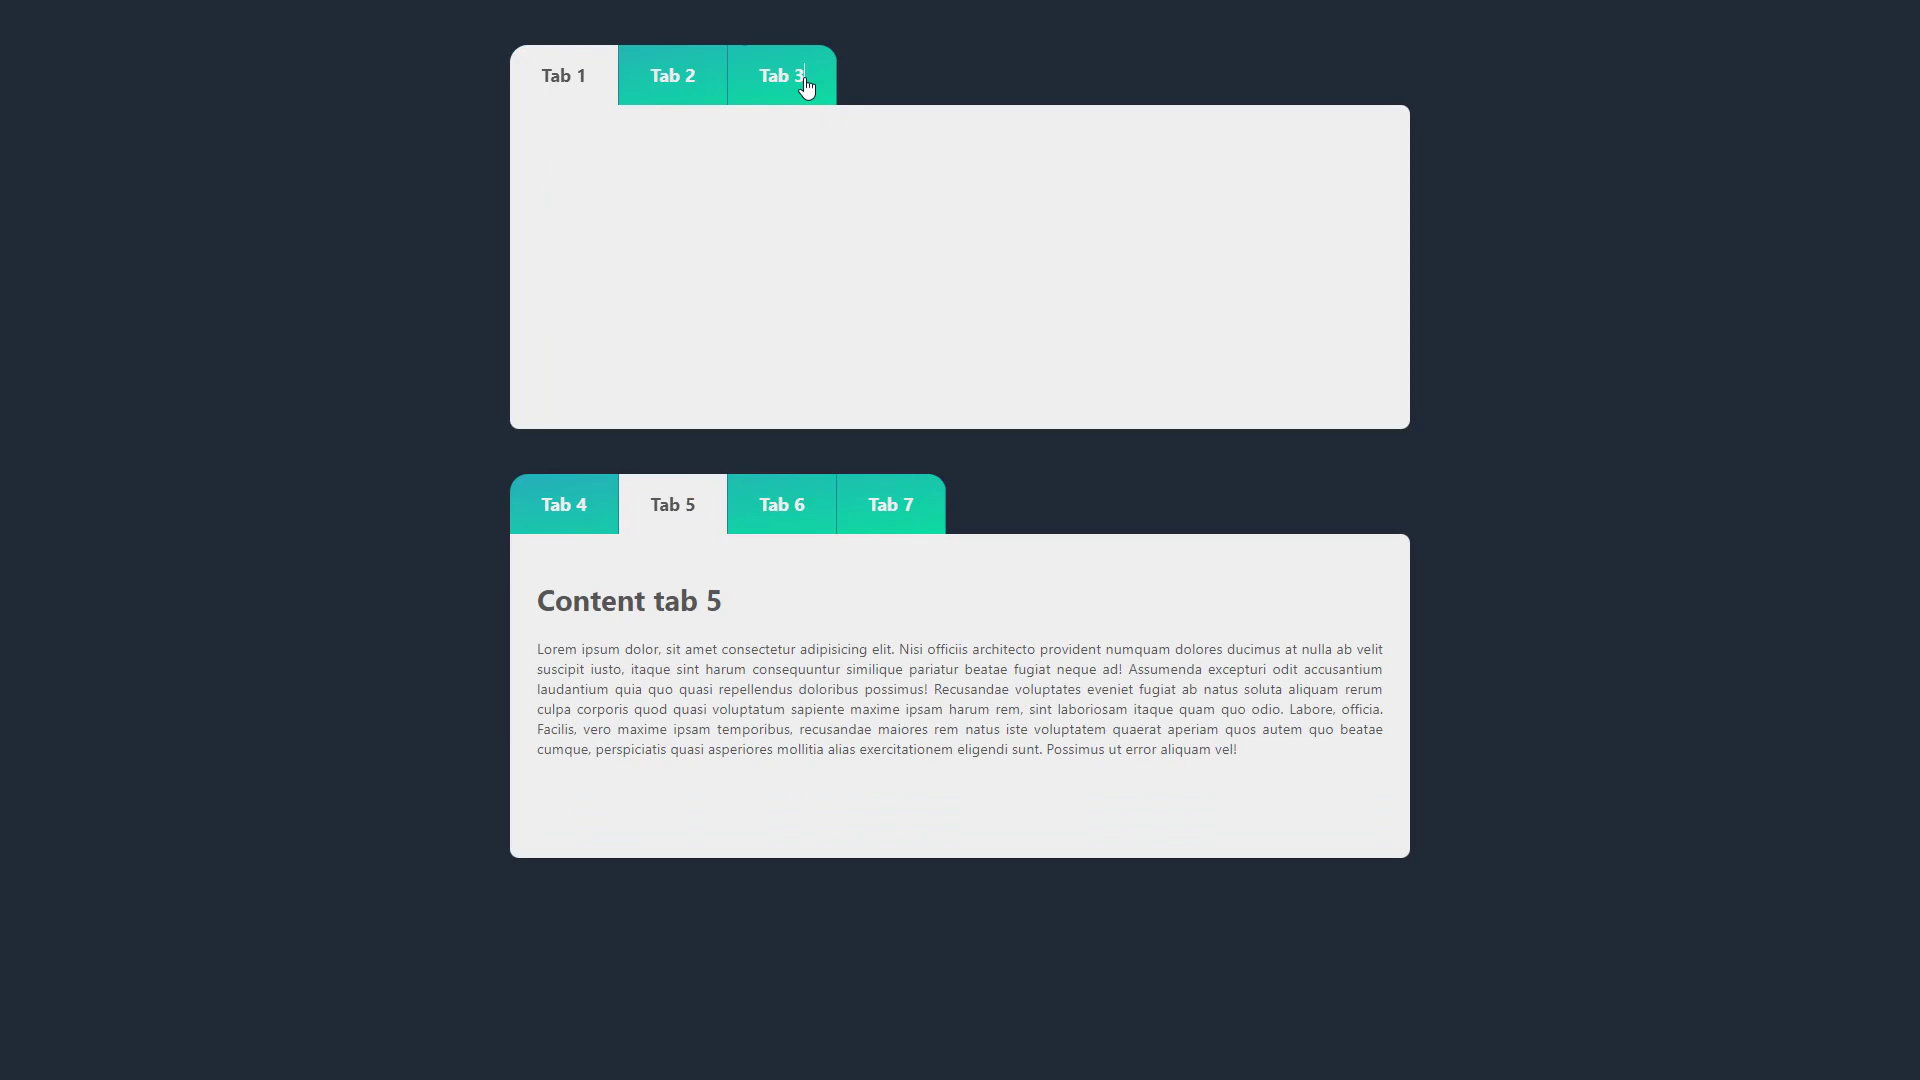 Tab 1 Tab 2 Tab 3
Tab 4 Tab 5 Tab 6 Tab 7
Content tab 5
Lorem ipsum dolor, sit amet consectetur adipisicing elit. Nisi officiis architecto provident numquam dolores ducimus at nulla ab velit
suscipit iusto, itaque sint harum consequuntur similique pariatur beatae fugiat neque ad! Assumenda excepturi odit accusantium
laudantium quia quo quasi repellendus doloribus possimus! Recusandae voluptates eveniet fugiat ab natus soluta aliquam rerum
culpa corporis quod quasi voluptatum sapiente maxime ipsam harum rem, sint laboriosam itaque quam quo odio. Labore, officia.
Facilis, vero maxime ipsam temporibus, recusandae maiores rem natus iste voluptatem quaerat aperiam quos autem quo beatae
cumque, perspiciatis quasi asperiores mollitia alias exercitationem eligendi sunt. Possimus ut error aliquam vel!